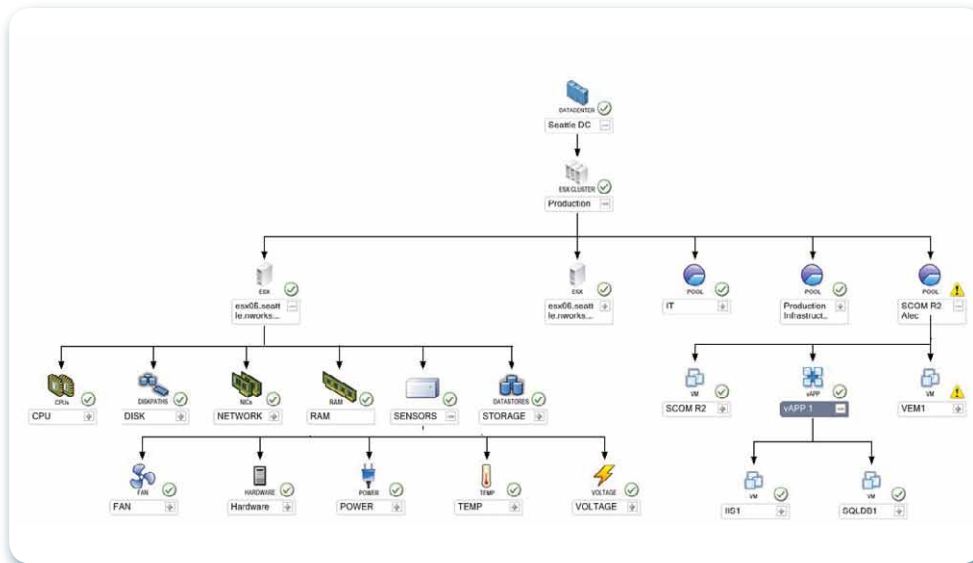 DATACENTER
Seattle DC
ESX CLUSTER
Production
ESX
esx06.seatt
le.nworks...
ESX
esx06.seatt
le.nworks...
POOL
IT
POOL
Production
Infrastruct...
POOL
SCOM R2
Alec
CPUs
CPU
DISKPATHS
DISK
NICs
NETWORK
RAM
RAM
SENSORS
DATASTORES
STORAGE
VM
SCOM R2
vAPP
vAPP 1
VM
VEM1
FAN
FAN
HARDWARE
Hardware
POWER
POWER
TEMP
TEMP
VOLTAGE
VOLTAGE
VM
IIS1
VM
SQLDB1